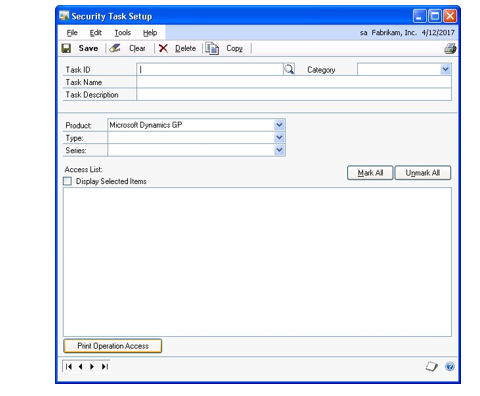 Security Task Setup
File Edit Tools Help sa Fabrikam, Inc. 4/12/2017
Save Clear Delete Copy
Task ID Category
Task Name
Task Description
Product: Microsoft Dynamics GP
Type:
Series:
Access List:
Mark All Unmark All
Display Selected Items
Print Operation Access